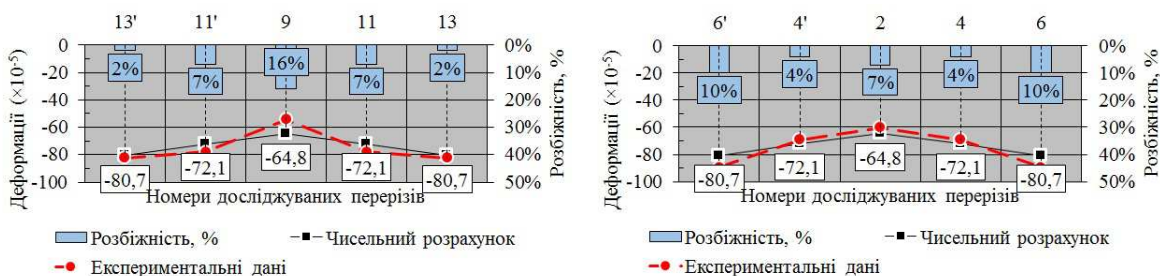 13' 11' 9 11 13
0 0%
-20 10%
-40 20%
-60 30%
-80 40%
-100 50%
2% 7% 16% 7% 2%
-80,7 -72,1 -64,8 -72,1 -80,7
Деформації (×10⁻⁵)
Розбіжність, %
Номери досліджуваних перерізів
Розбіжність, % Чисельний розрахунок
Експериментальні дані
6' 4' 2 4 6
0 0%
-20 10%
-40 20%
-60 30%
-80 40%
-100 50%
10% 4% 7% 4% 10%
-80,7 -72,1 -64,8 -72,1 -80,7
Деформації (×10⁻⁵)
Розбіжність, %
Номери досліджуваних перерізів
Розбіжність, % Чисельний розрахунок
Експериментальні дані